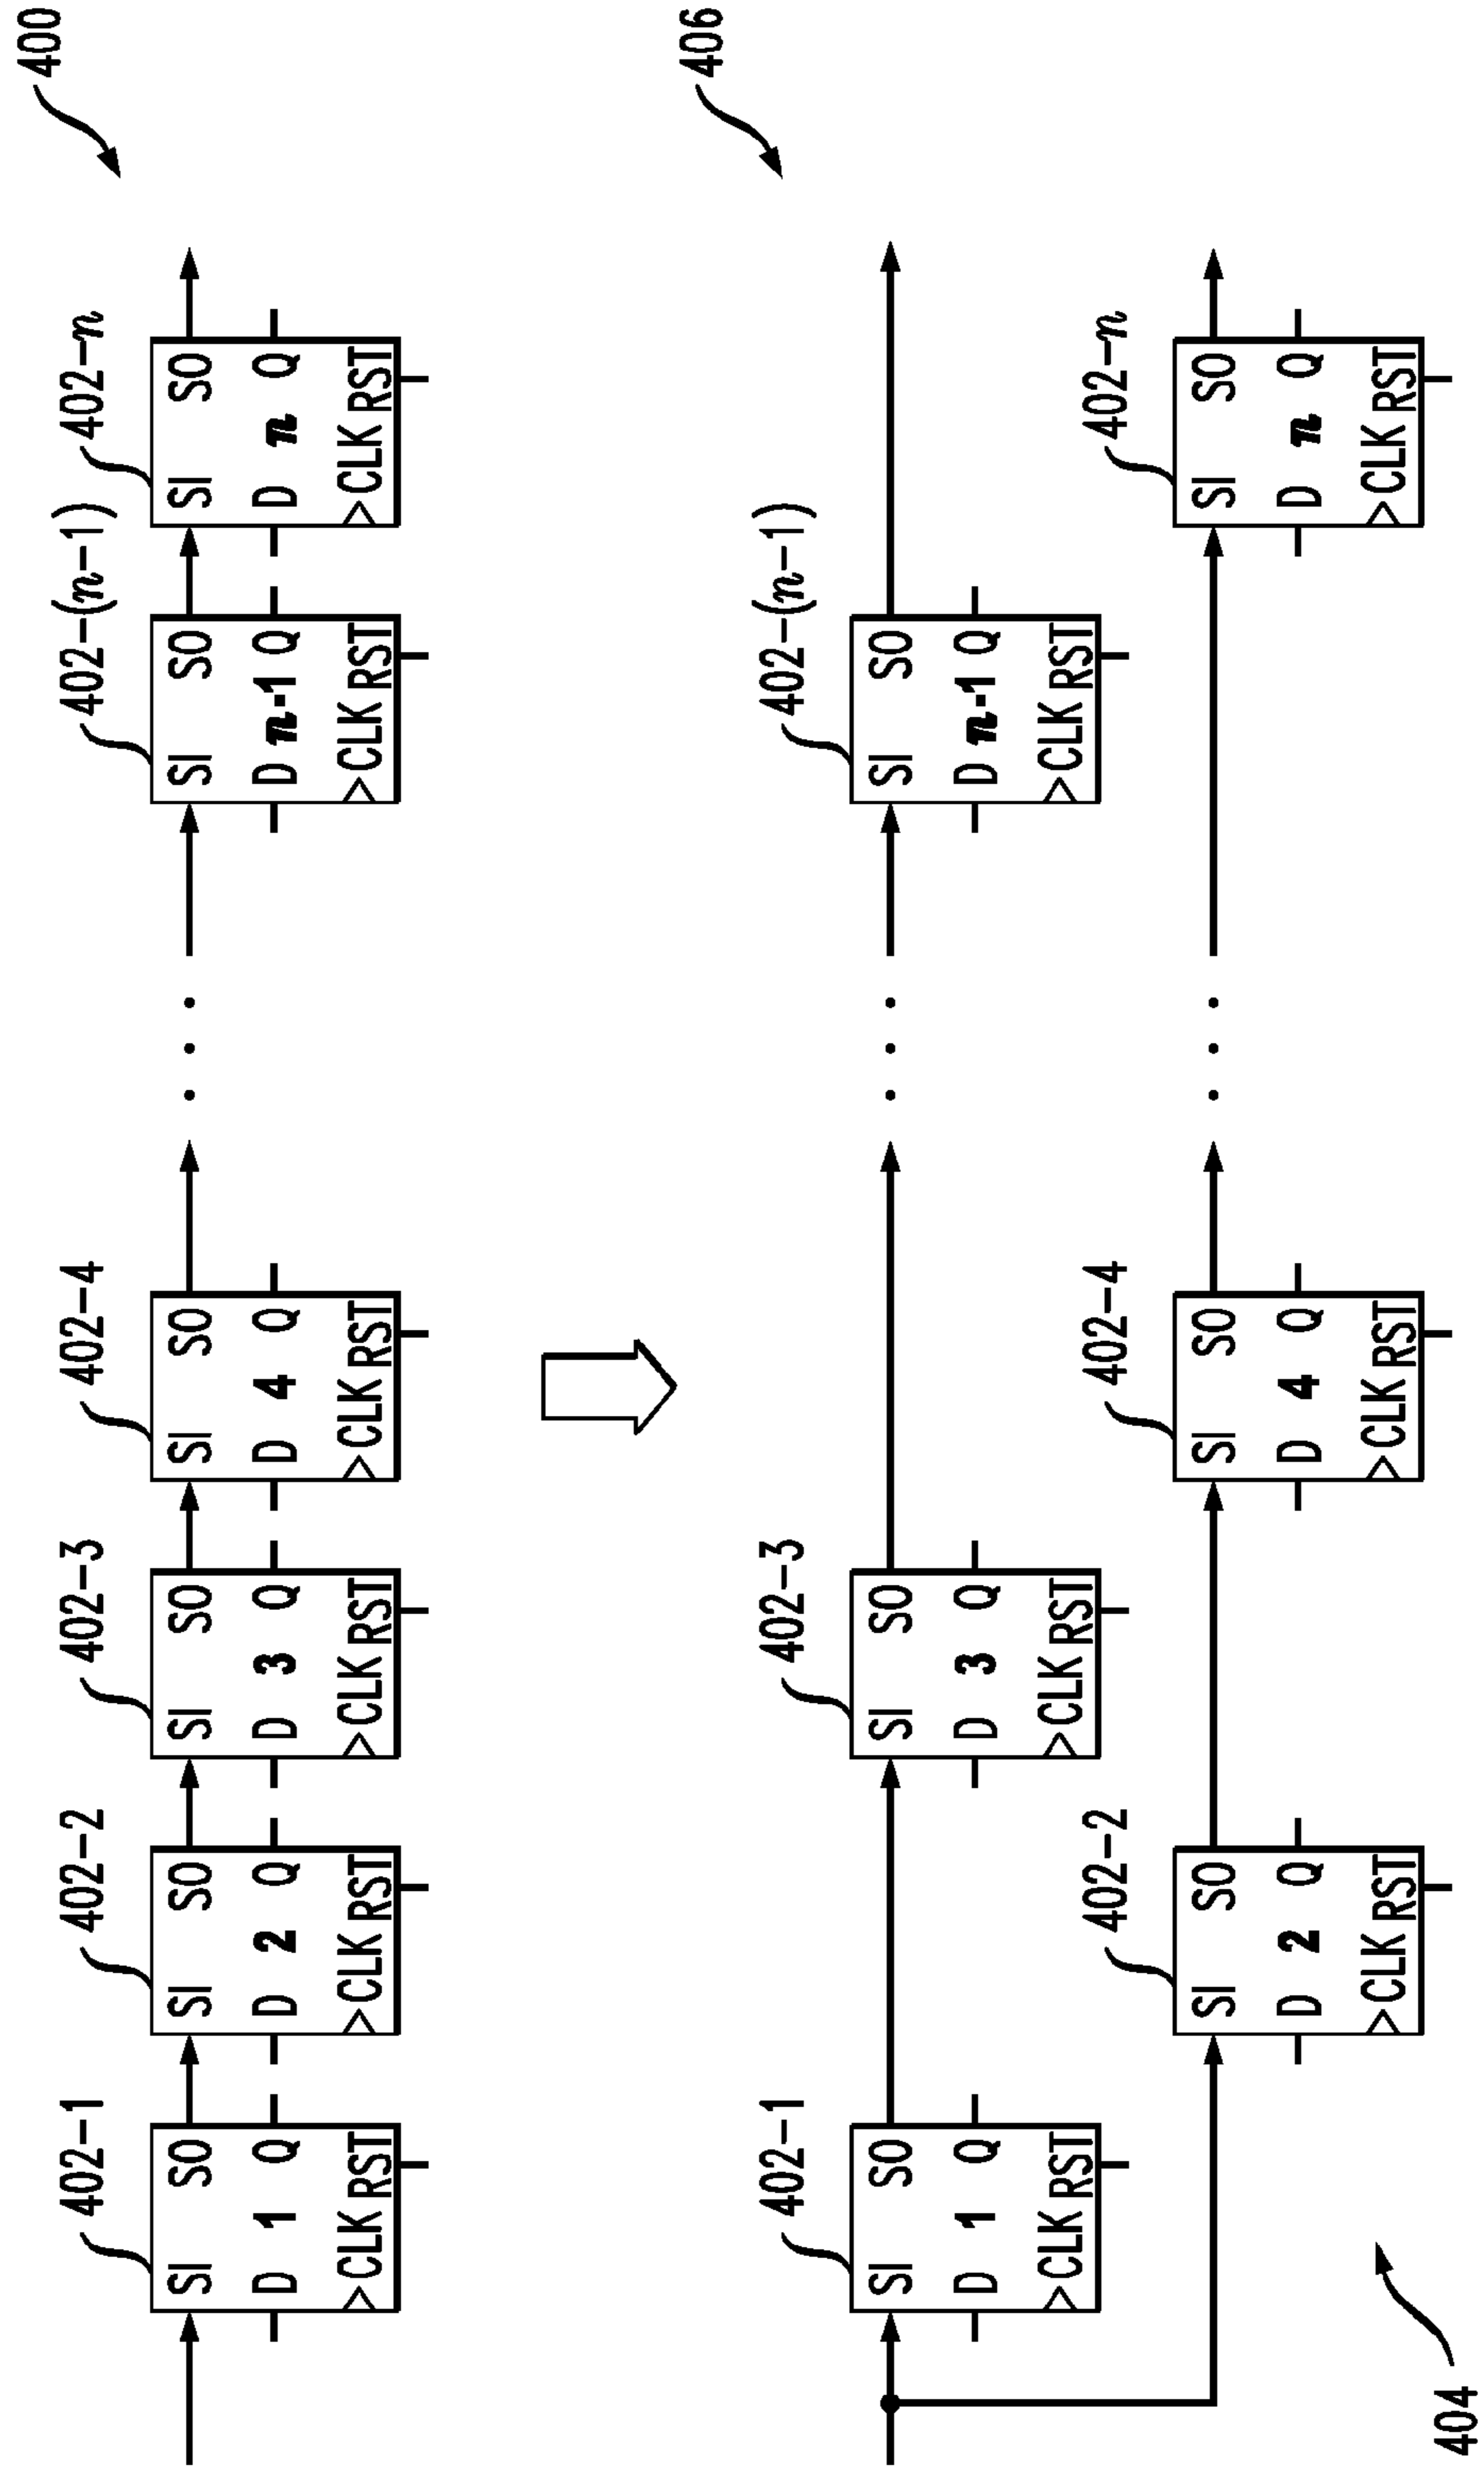 400
402-1
402-2
402-3
402-4
402-(n-1)
402-n
SI SO
D 1 Q
CLK RST
SI SO
D 2 Q
CLK RST
SI SO
D 3 Q
CLK RST
SI SO
D 4 Q
CLK RST
SI SO
D n-1 Q
CLK RST
SI SO
D n Q
CLK RST
406
402-1
402-3
402-(n-1)
SI SO
D 1 Q
CLK RST
SI SO
D 3 Q
CLK RST
SI SO
D n-1 Q
CLK RST
402-2
402-4
402-n
SI SO
D 2 Q
CLK RST
SI SO
D 4 Q
CLK RST
SI SO
D n Q
CLK RST
404